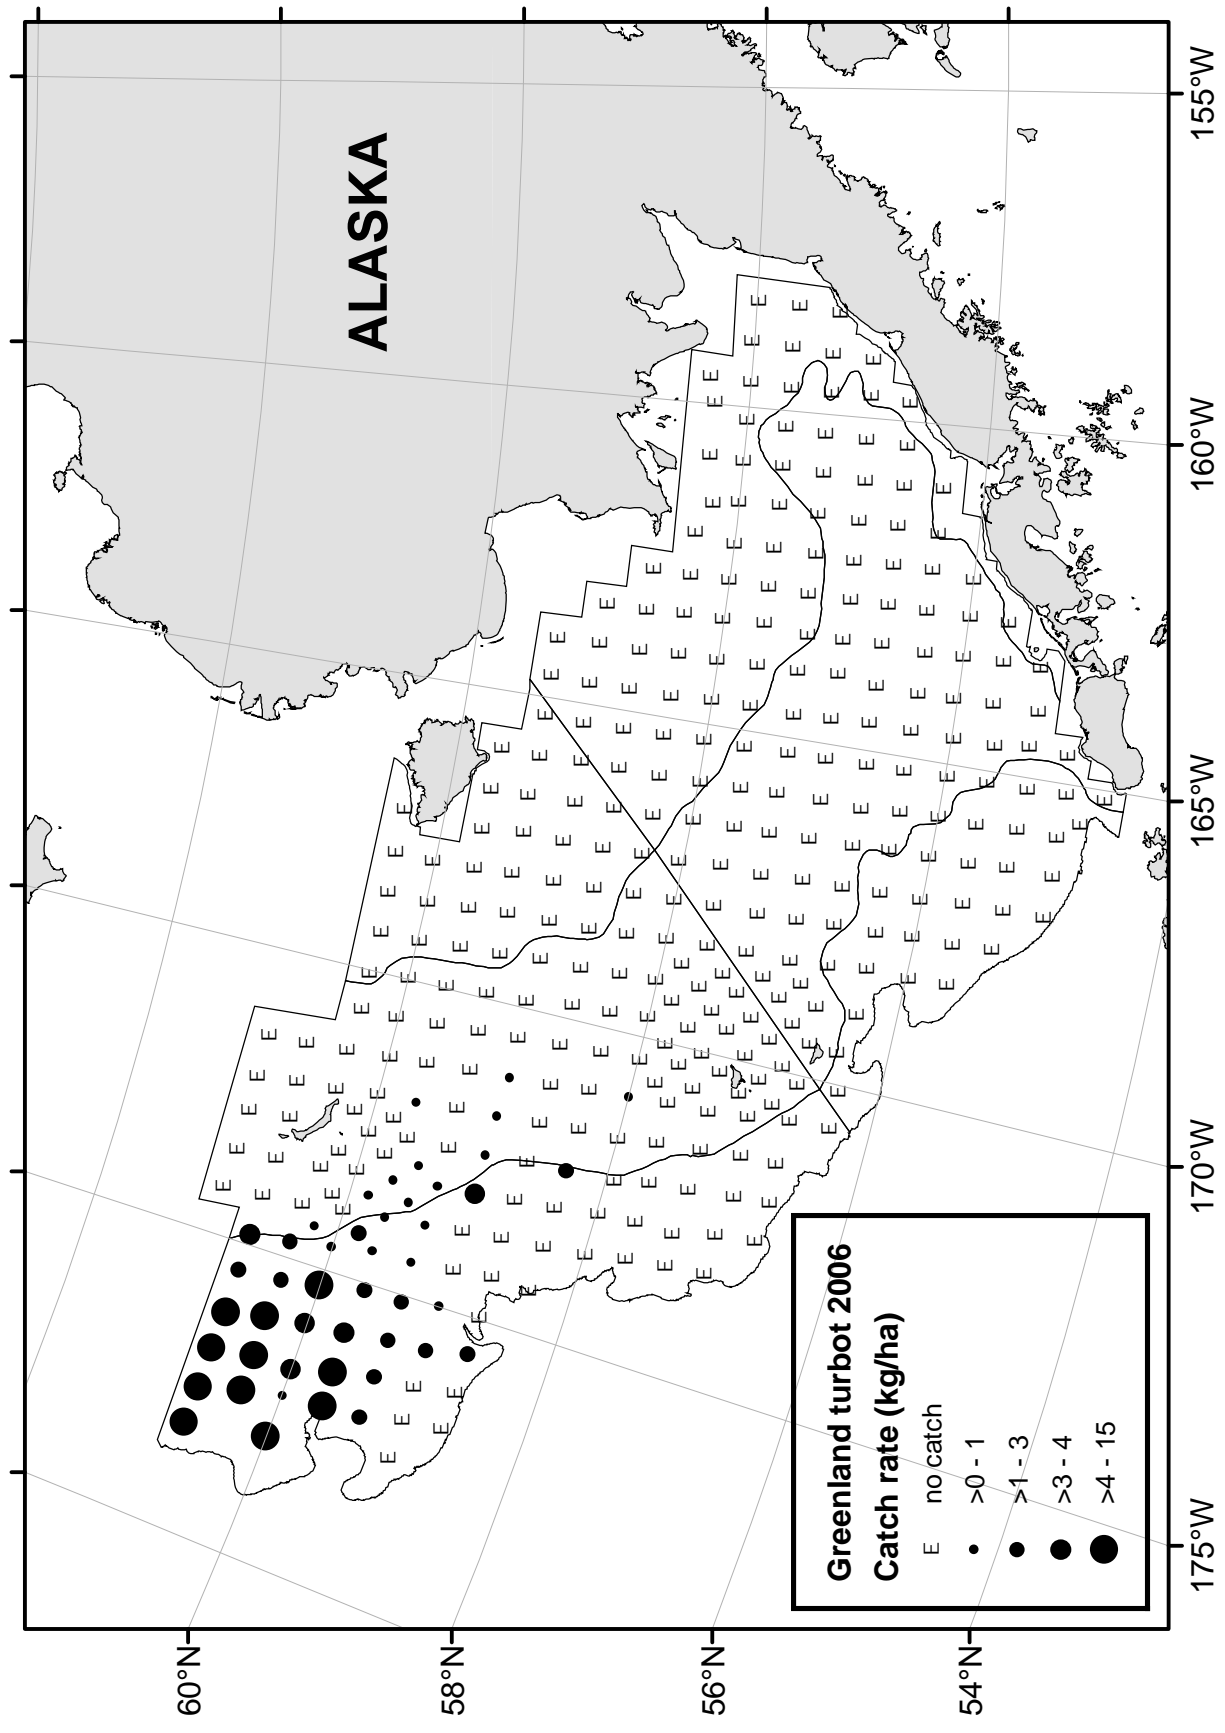 ALASKA
60°N
58°N
56°N
54°N
175°W
170°W
165°W
160°W
155°W
Greenland turbot 2006
Catch rate (kg/ha)
E no catch
>0 - 1
>1 - 3
>3 - 4
>4 - 15